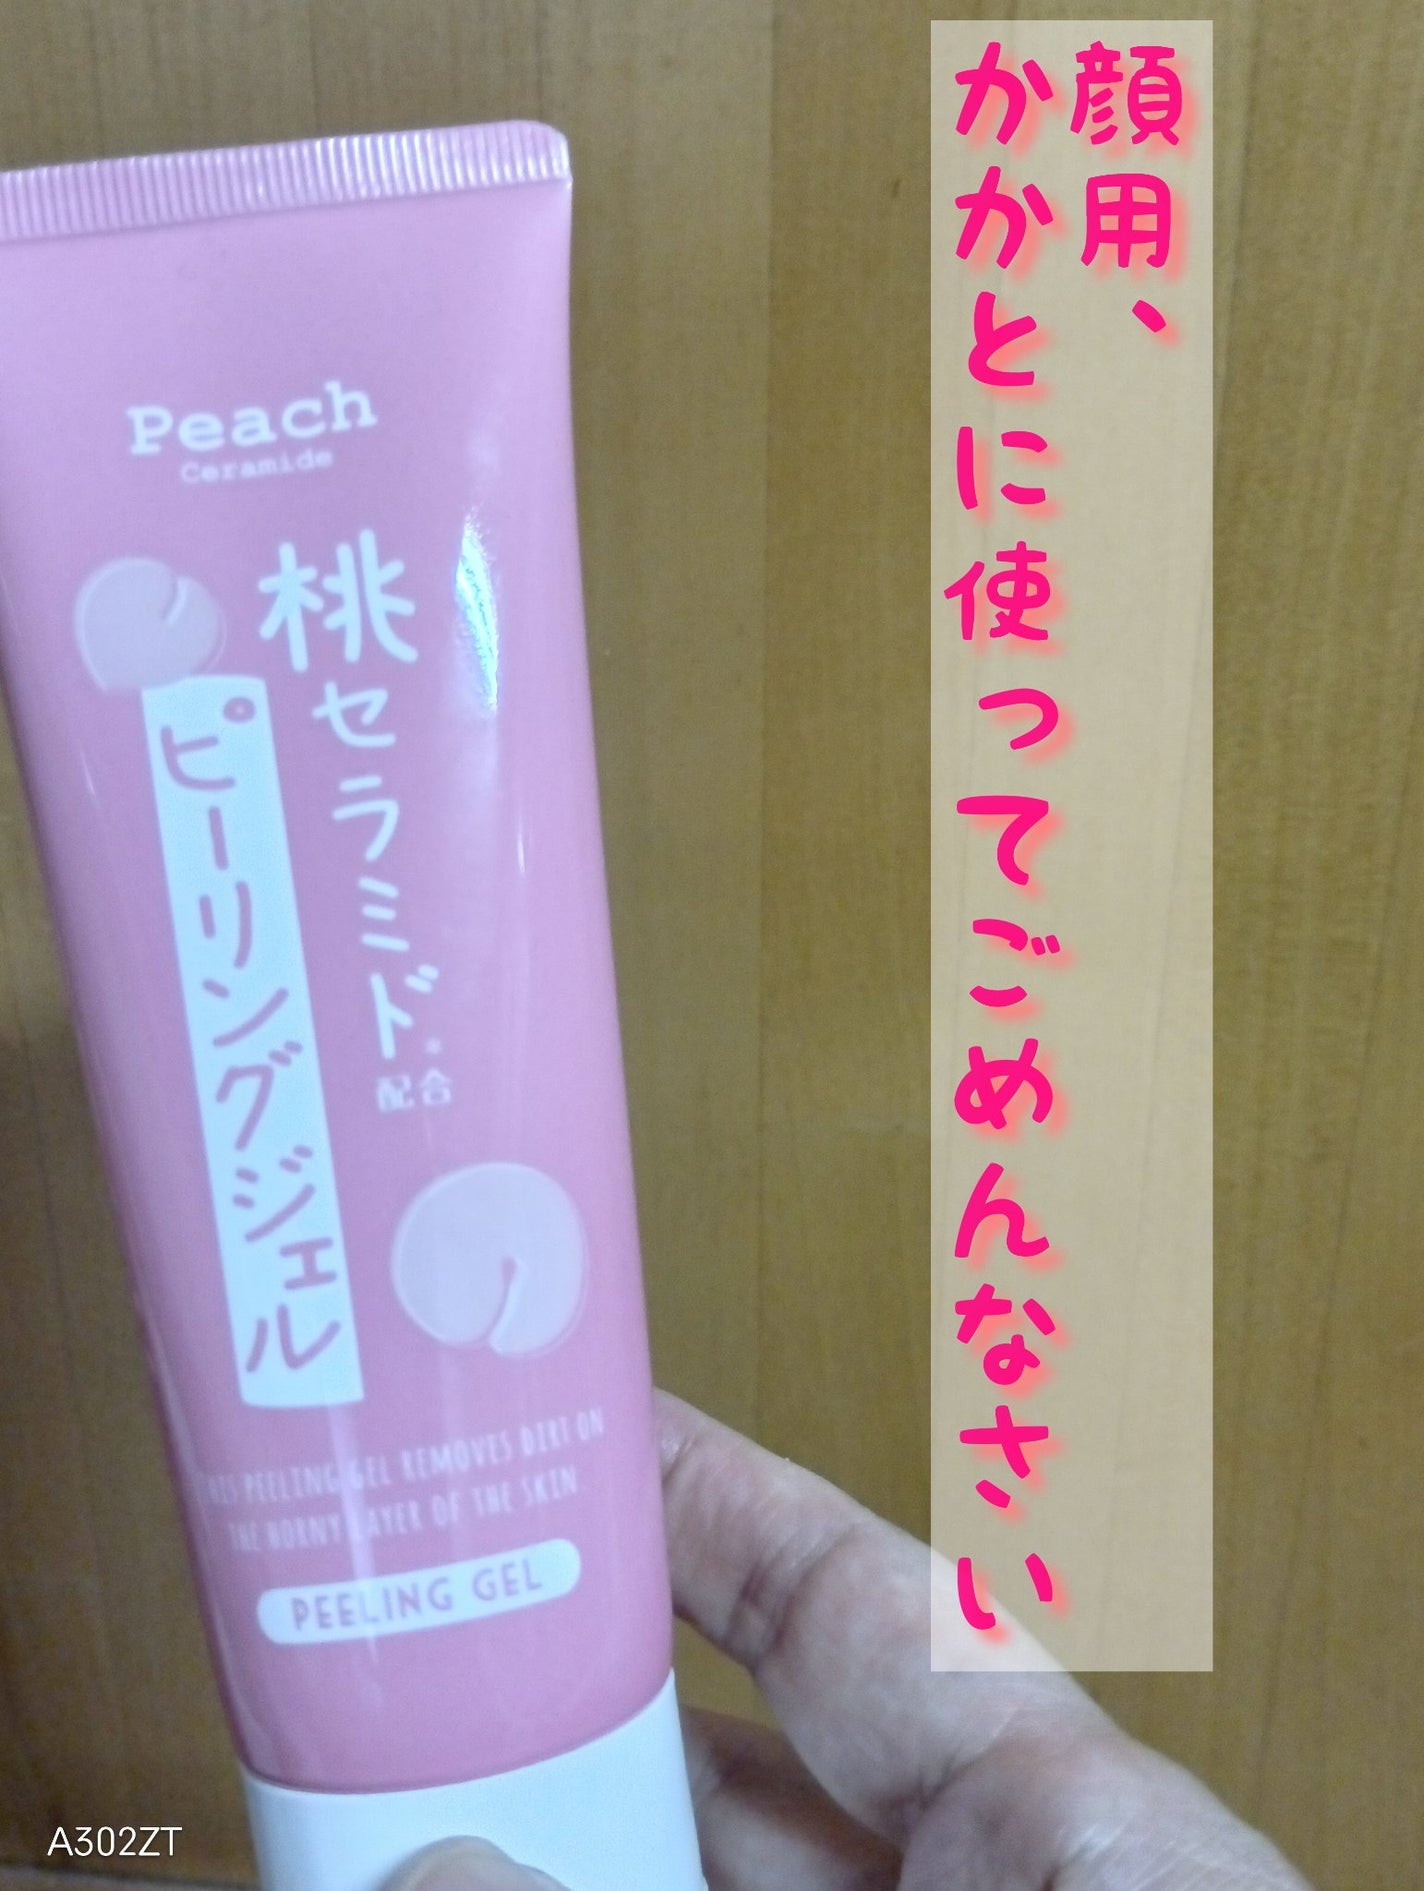 顔用、
かかとに使ってごめんなさい
Peach
Ceramide
桃セラミド*
配合
ピーリングジェル
THIS PEELING GEL REMOVES DIRT ON
THE HORNY LAYER OF THE SKIN
PEELING GEL
A302ZT